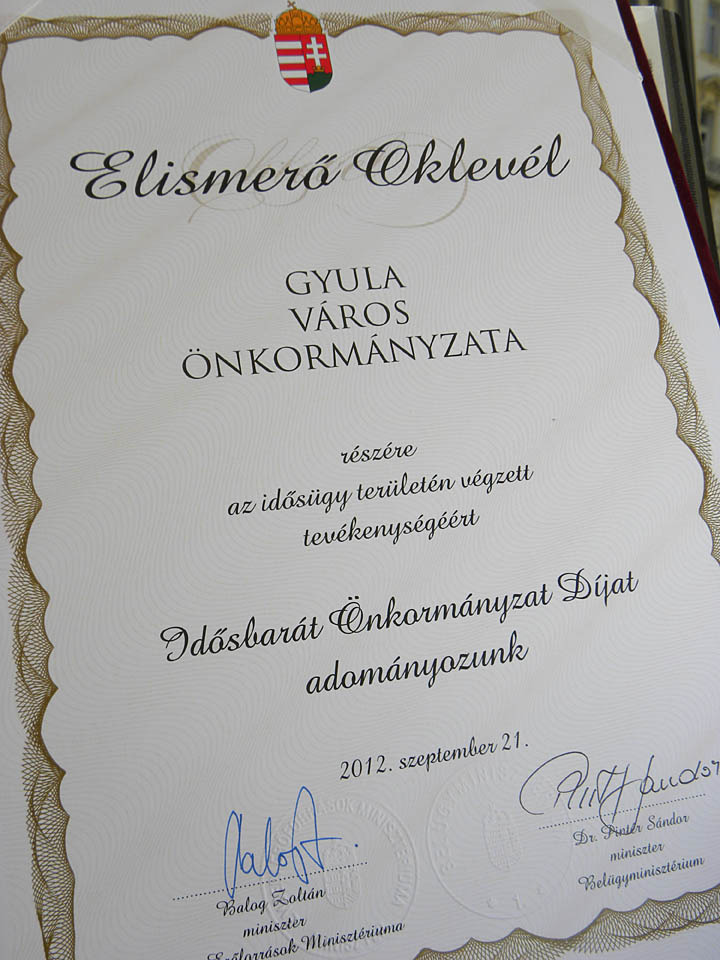 Elismerő Oklevél
GYULA
VÁROS
ÖNKORMÁNYZATA
részére
az idősügy területén végzett
tevékenységéért
Idősbarát Önkormányzat Díjat
adományozunk
2012. szeptember 21.
Balog Zoltán
miniszter
Erőforrások Minisztériuma
Dr. Pintér Sándor
miniszter
Belügyminisztérium